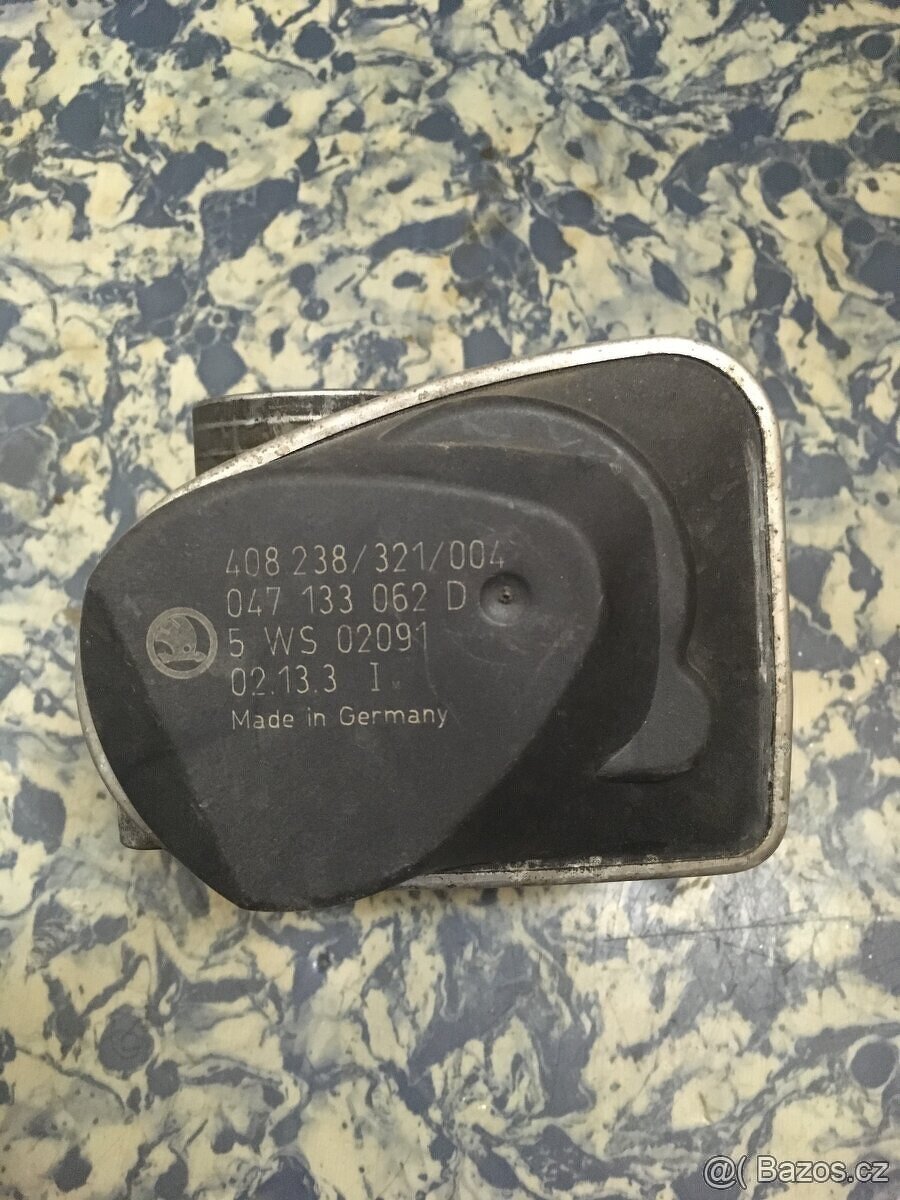 408 238/321/004
047 133 062 D
5 WS 02091
02.13.3 I
Made in Germany
@( Bazos.cz